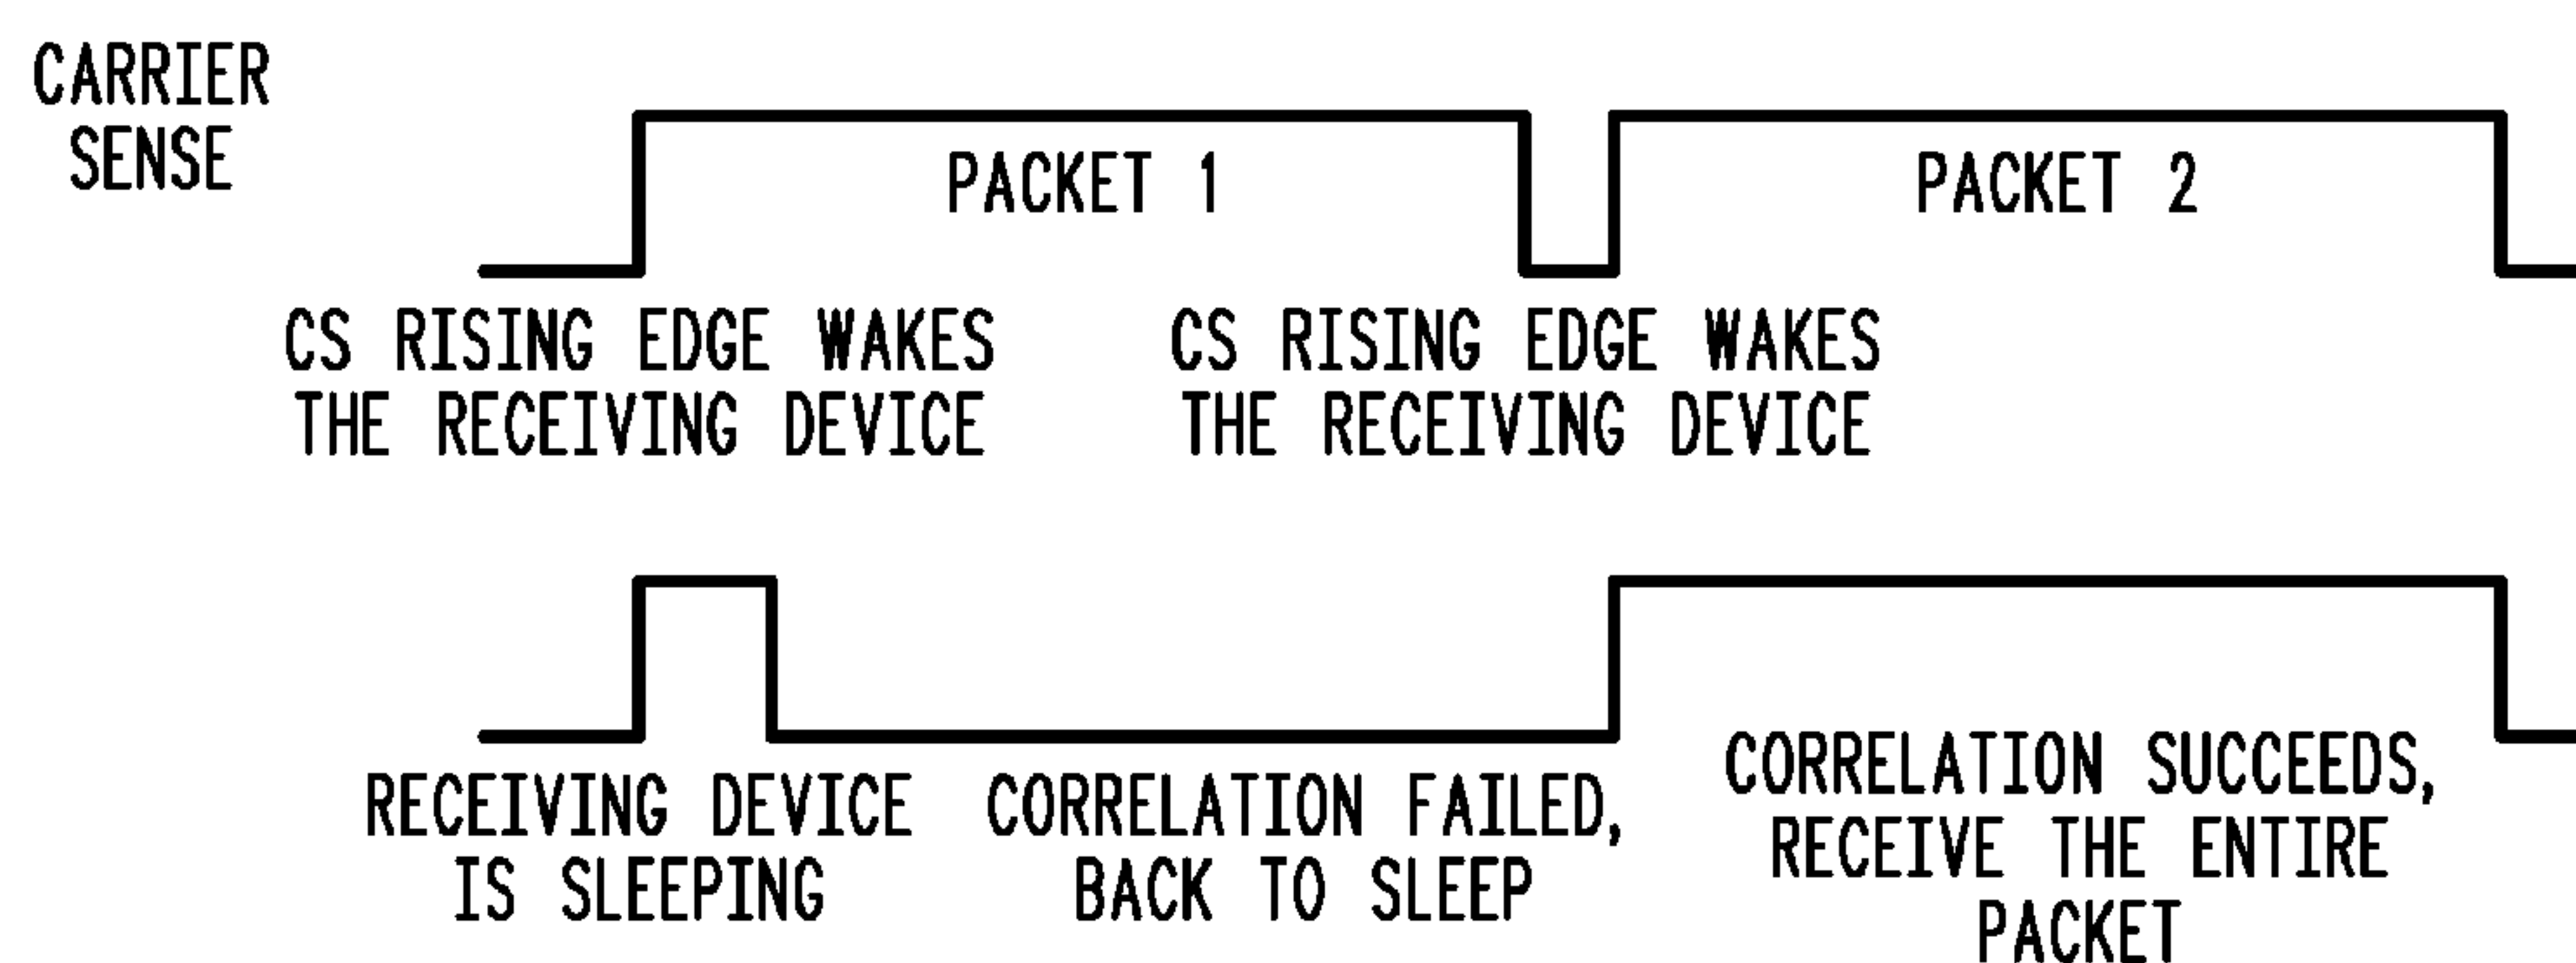 CARRIER
SENSE
PACKET 1
PACKET 2
CS RISING EDGE WAKES
THE RECEIVING DEVICE
CS RISING EDGE WAKES
THE RECEIVING DEVICE
RECEIVING DEVICE
IS SLEEPING
CORRELATION FAILED,
BACK TO SLEEP
CORRELATION SUCCEEDS,
RECEIVE THE ENTIRE
PACKET